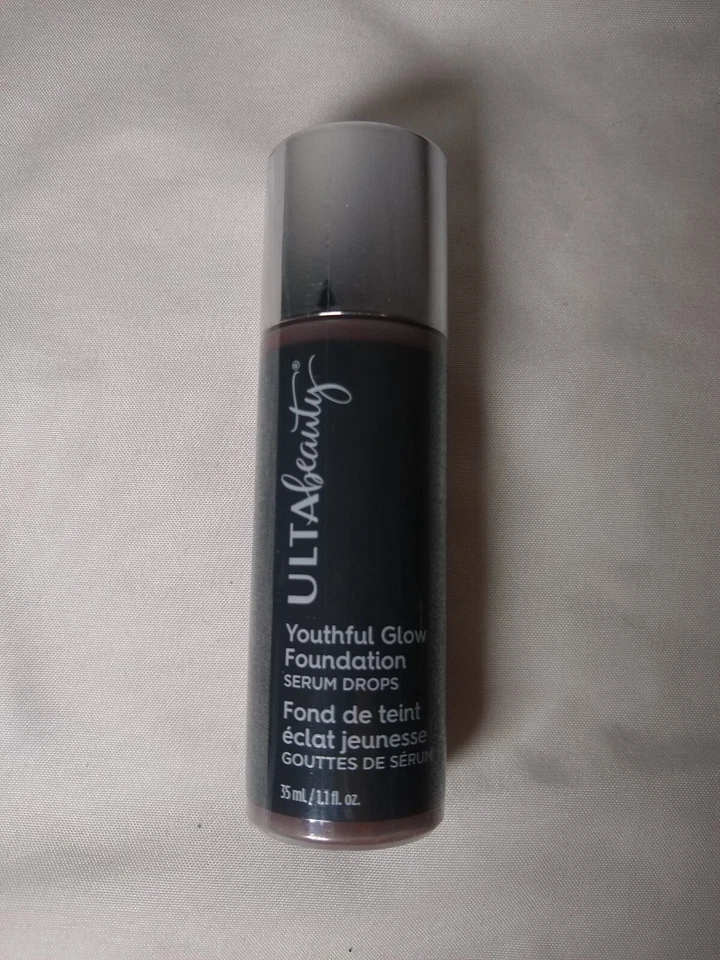 ULTAbeauty®
Youthful Glow
Foundation
SERUM DROPS
Fond de teint
éclat jeunesse
GOUTTES DE SÉRUM
35 mL / 1.1 fl. oz.